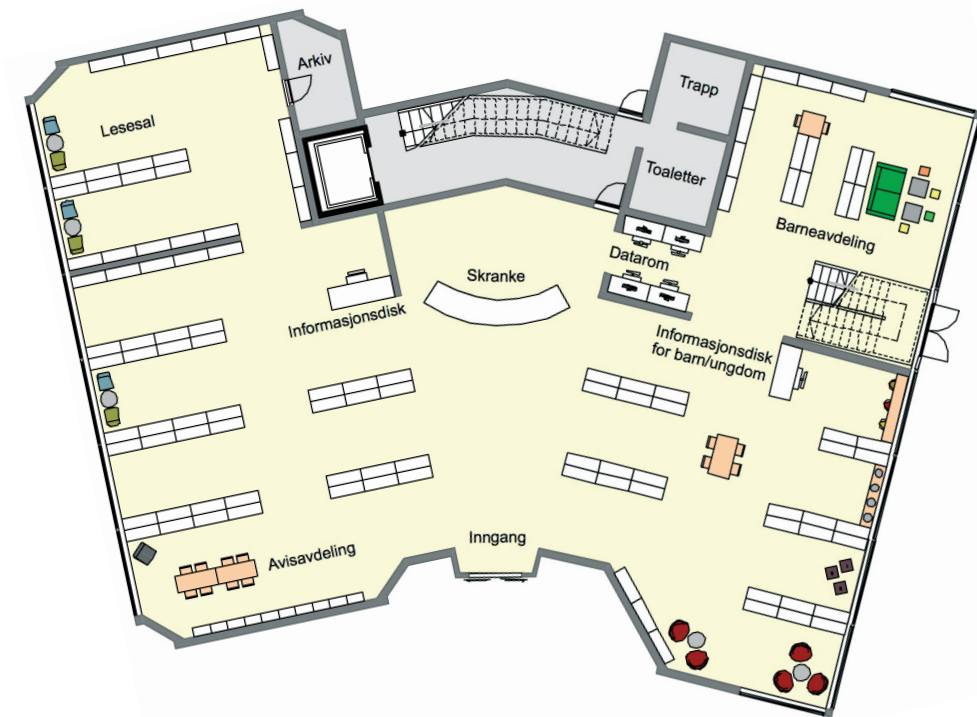 Arkiv
Trapp
Lesesal
Toaletter
Barneavdeling
Datarom
Skranke
Informasjonsdisk
Informasjonsdisk
for barn/ungdom
Inngang
Avisavdeling